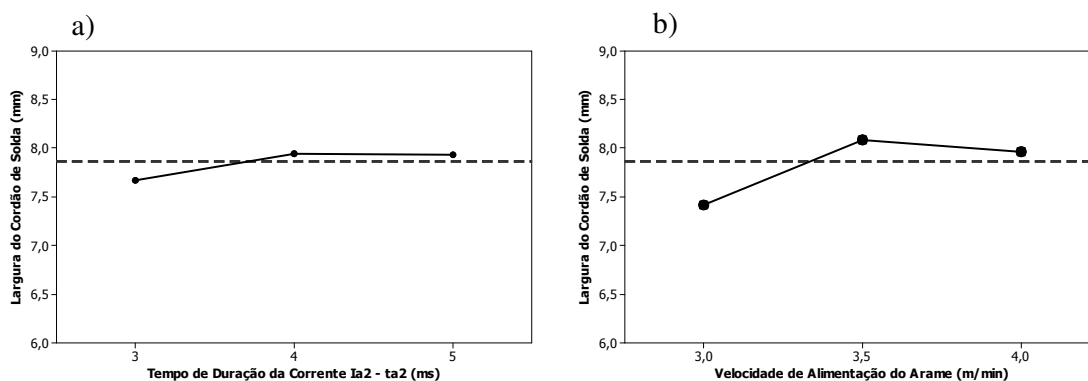 a)
Largura do Cordão de Solda (mm)
9,0
8,5
8,0
7,5
7,0
6,5
6,0
3 4 5
Tempo de Duração da Corrente Ia2 - ta2 (ms)
b)
Largura do Cordão de Solda (mm)
9,0
8,5
8,0
7,5
7,0
6,5
6,0
3,0 3,5 4,0
Velocidade de Alimentação do Arame (m/min)